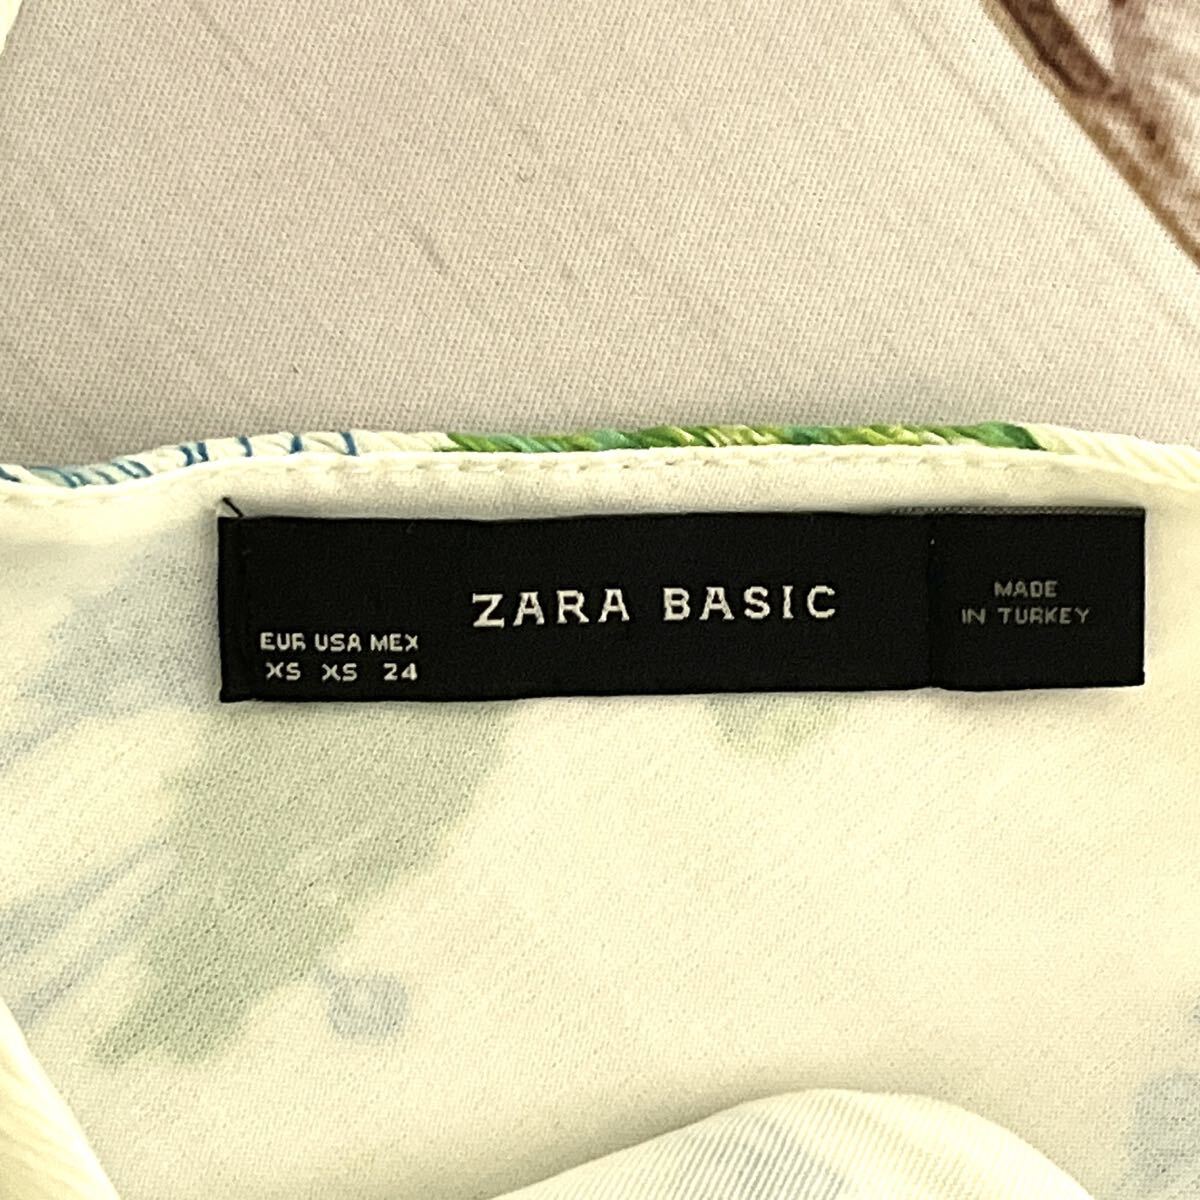 ZARA BASIC
EUR USA MEX
XS XS 24
MADE
IN TURKEY